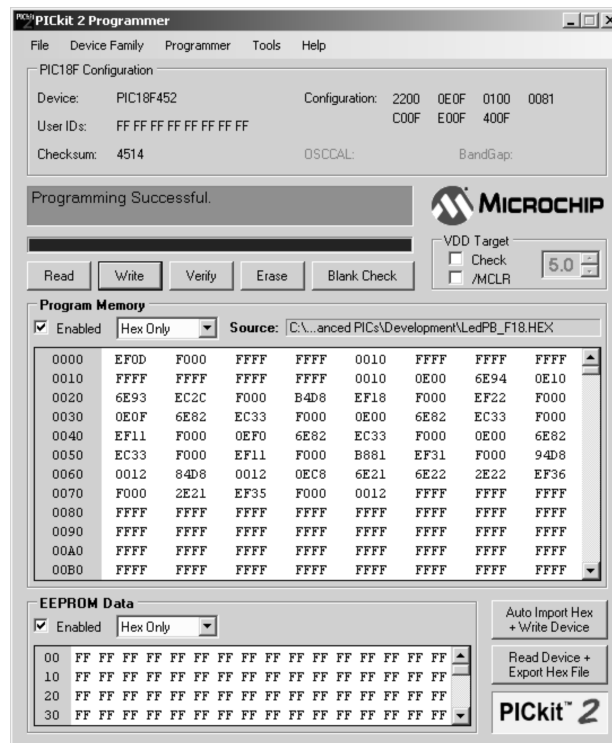 PICkit 2 Programmer
File Device Family Programmer Tools Help
PIC18F Configuration
Device: PIC18F452 Configuration: 2200 0E0F 0100 0081
C00F E00F 400F
User IDs: FF FF FF FF FF FF FF FF
Checksum: 4514 OSCCAL: BandGap:
Programming Successful.
MICROCHIP
VDD Target
Check
/MCLR
5.0
Read Write Verify Erase Blank Check
Program Memory
Enabled Hex Only Source: C:\...anced PICs\Development\LedPB_F18.HEX
0000 EF0D F000 FFFF FFFF 0010 FFFF FFFF FFFF
0010 FFFF FFFF FFFF FFFF 0010 0E00 6E94 0E10
0020 6E93 EC2C F000 B4D8 EF18 F000 EF22 F000
0030 0E0F 6E82 EC33 F000 0E00 6E82 EC33 F000
0040 EF11 F000 0EF0 6E82 EC33 F000 0E00 6E82
0050 EC33 F000 EF11 F000 B881 EF31 F000 94D8
0060 0012 84D8 0012 0EC8 6E21 6E22 2E22 EF36
0070 F000 2E21 EF35 F000 0012 FFFF FFFF FFFF
0080 FFFF FFFF FFFF FFFF FFFF FFFF FFFF FFFF
0090 FFFF FFFF FFFF FFFF FFFF FFFF FFFF FFFF
00A0 FFFF FFFF FFFF FFFF FFFF FFFF FFFF FFFF
00B0 FFFF FFFF FFFF FFFF FFFF FFFF FFFF FFFF
EEPROM Data
Enabled Hex Only
00 FF FF FF FF FF FF FF FF FF FF FF FF FF FF FF FF
10 FF FF FF FF FF FF FF FF FF FF FF FF FF FF FF FF
20 FF FF FF FF FF FF FF FF FF FF FF FF FF FF FF FF
30 FF FF FF FF FF FF FF FF FF FF FF FF FF FF FF FF
Auto Import Hex
+ Write Device
Read Device +
Export Hex File
PICkit™ 2